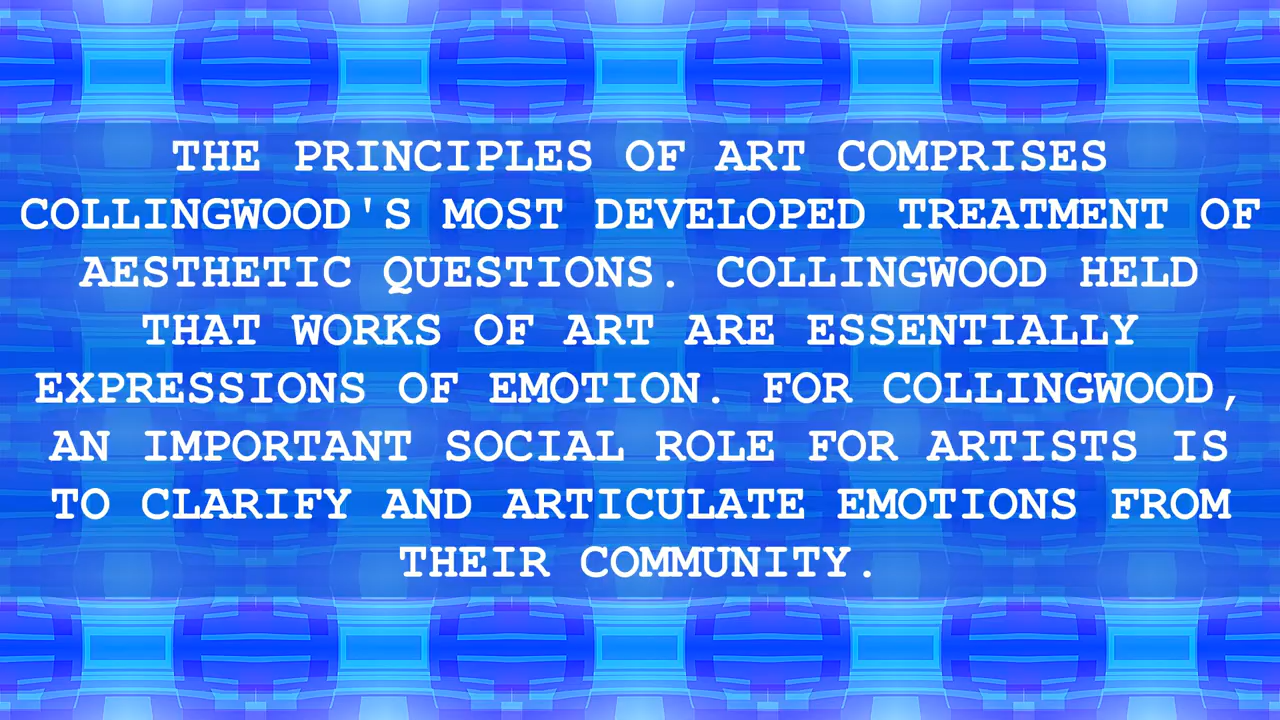 THE PRINCIPLES OF ART COMPRISES
COLLINGWOOD'S MOST DEVELOPED TREATMENT OF
AESTHETIC QUESTIONS. COLLINGWOOD HELD
THAT WORKS OF ART ARE ESSENTIALLY
EXPRESSIONS OF EMOTION. FOR COLLINGWOOD,
AN IMPORTANT SOCIAL ROLE FOR ARTISTS IS
TO CLARIFY AND ARTICULATE EMOTIONS FROM
THEIR COMMUNITY.